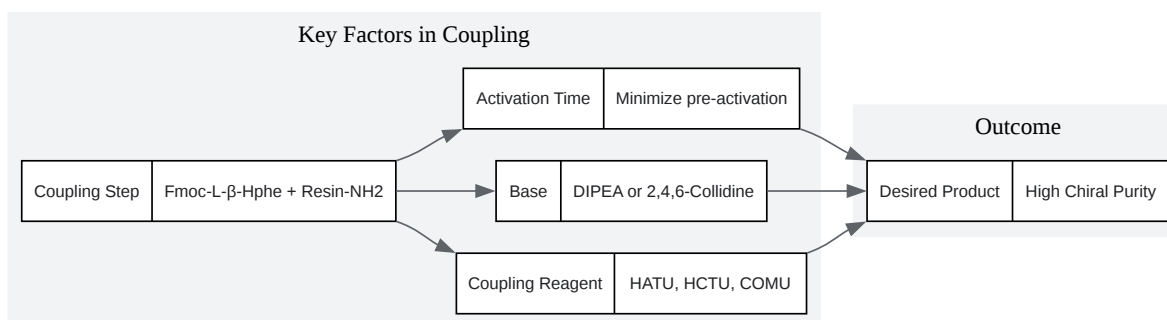 Key Factors in Coupling
Activation Time Minimize pre-activation
Outcome
Coupling Step Fmoc-L-β-Hphe + Resin-NH2 Base DIPEA or 2,4,6-Collidine Desired Product High Chiral Purity
Coupling Reagent HATU, HCTU, COMU